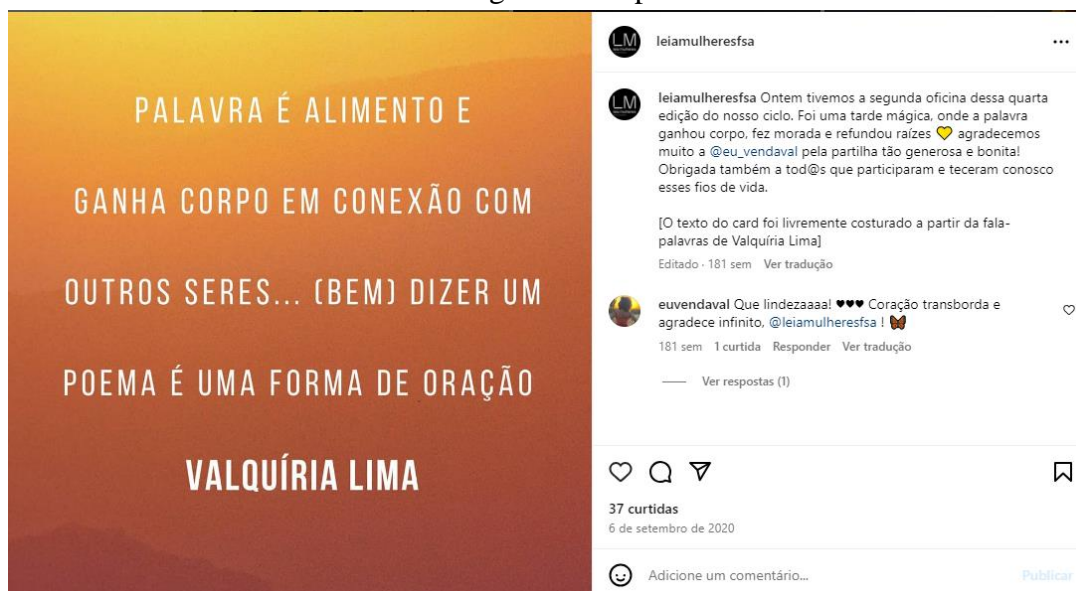 PALAVRA É ALIMENTO E
GANHA CORPO EM CONEXÃO COM
OUTROS SERES... (BEM) DIZER UM
POEMA É UMA FORMA DE ORAÇÃO
VALQUÍRIA LIMA
LM
leiamulheresfsa
LM
leiamulheresfsa Ontem tivemos a segunda oficina dessa quarta
edição do nosso ciclo. Foi uma tarde mágica, onde a palavra
ganhou corpo, fez morada e refundou raízes 💛 agradecemos
muito a @eu_vendaval pela partilha tão generosa e bonita!
Obrigada também a tod@s que participaram e teceram conosco
esses fios de vida.
[O texto do card foi livremente costurado a partir da fala-
palavras de Valquíria Lima]
Editado · 181 sem Ver tradução
euvendaval Que lindezaaaa! ♥♥♥ Coração transborda e
agradece infinito, @leiamulheresfsa ! 🦋
181 sem 1 curtida Responder Ver tradução
Ver respostas (1)
37 curtidas
6 de setembro de 2020
Adicione um comentário...
Publicar